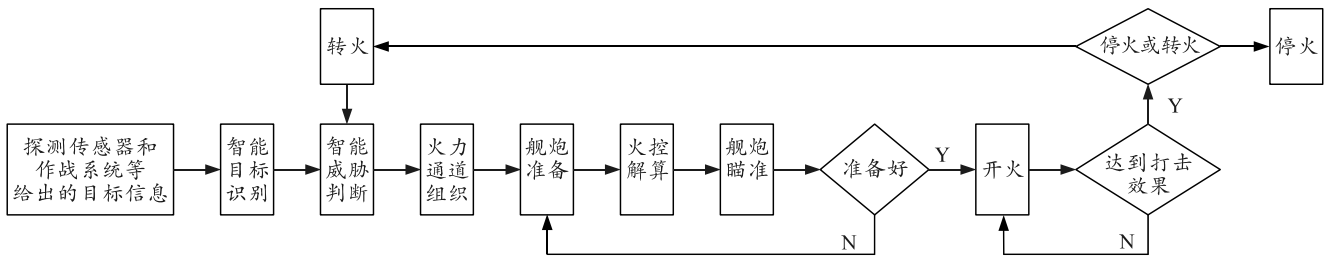 转火
停火或转火
停火
Y
探测传感器和
作战系统等
给出的目标信息
智能
目标
识别
智能
威胁
判断
火力
通道
组织
舰炮
准备
火控
解算
舰炮
瞄准
准备好
Y
开火
达到打击
效果
N
N